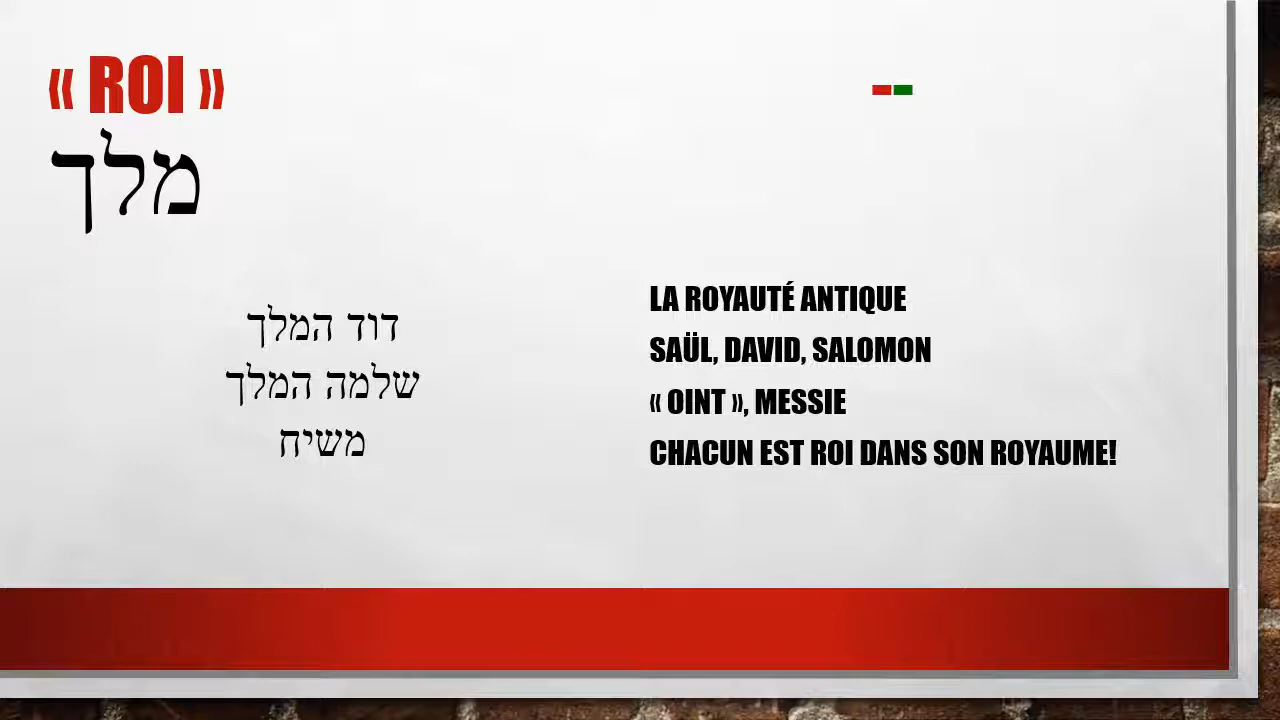 « ROI »
מלך
דוד המלך
שלמה המלך
משיח
LA ROYAUTÉ ANTIQUE
SAÜL, DAVID, SALOMON
« OINT », MESSIE
CHACUN EST ROI DANS SON ROYAUME!